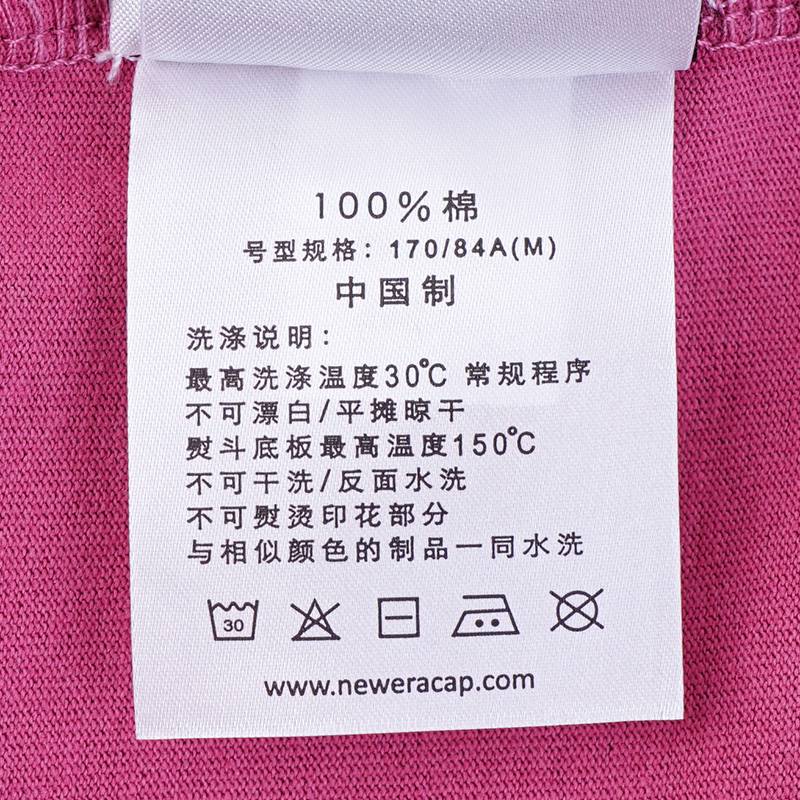 100%棉
号型规格：170/84A(M)
中国制
洗涤说明：
最高洗涤温度30℃ 常规程序
不可漂白/平摊晾干
熨斗底板最高温度150℃
不可干洗/反面水洗
不可熨烫印花部分
与相似颜色的制品一同水洗
30
www.neweracap.com